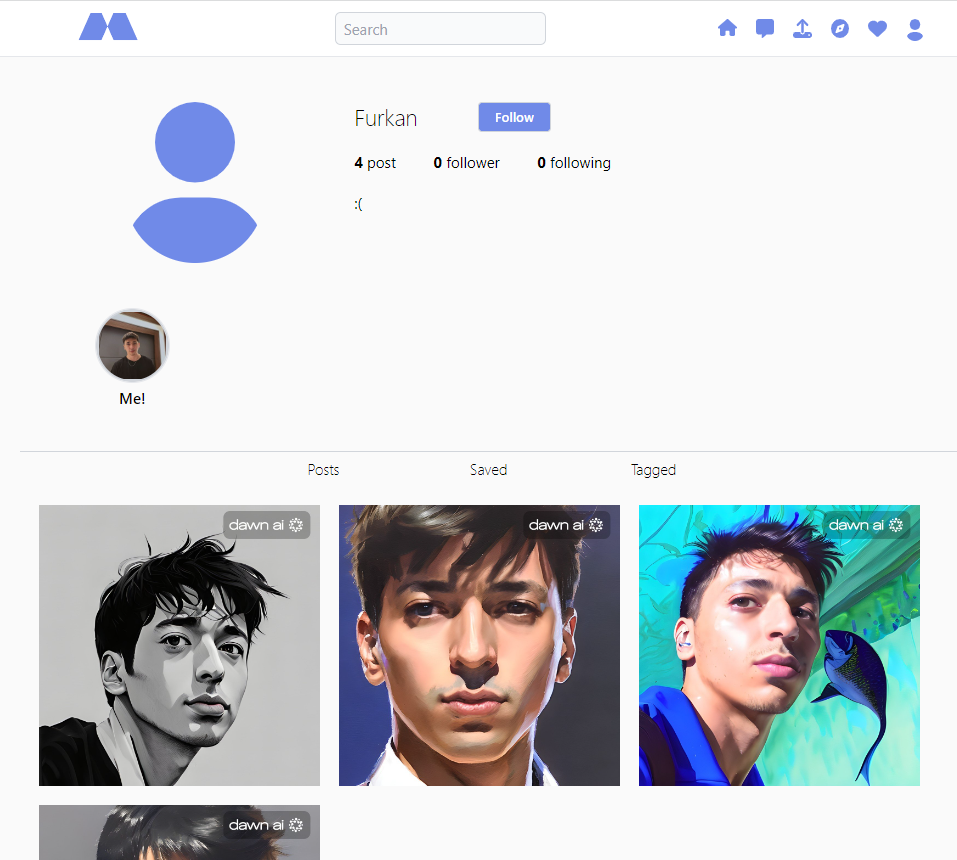 Search
Furkan Follow
4 post 0 follower 0 following
:(
Me!
Posts Saved Tagged
dawn ai dawn ai dawn ai
dawn ai